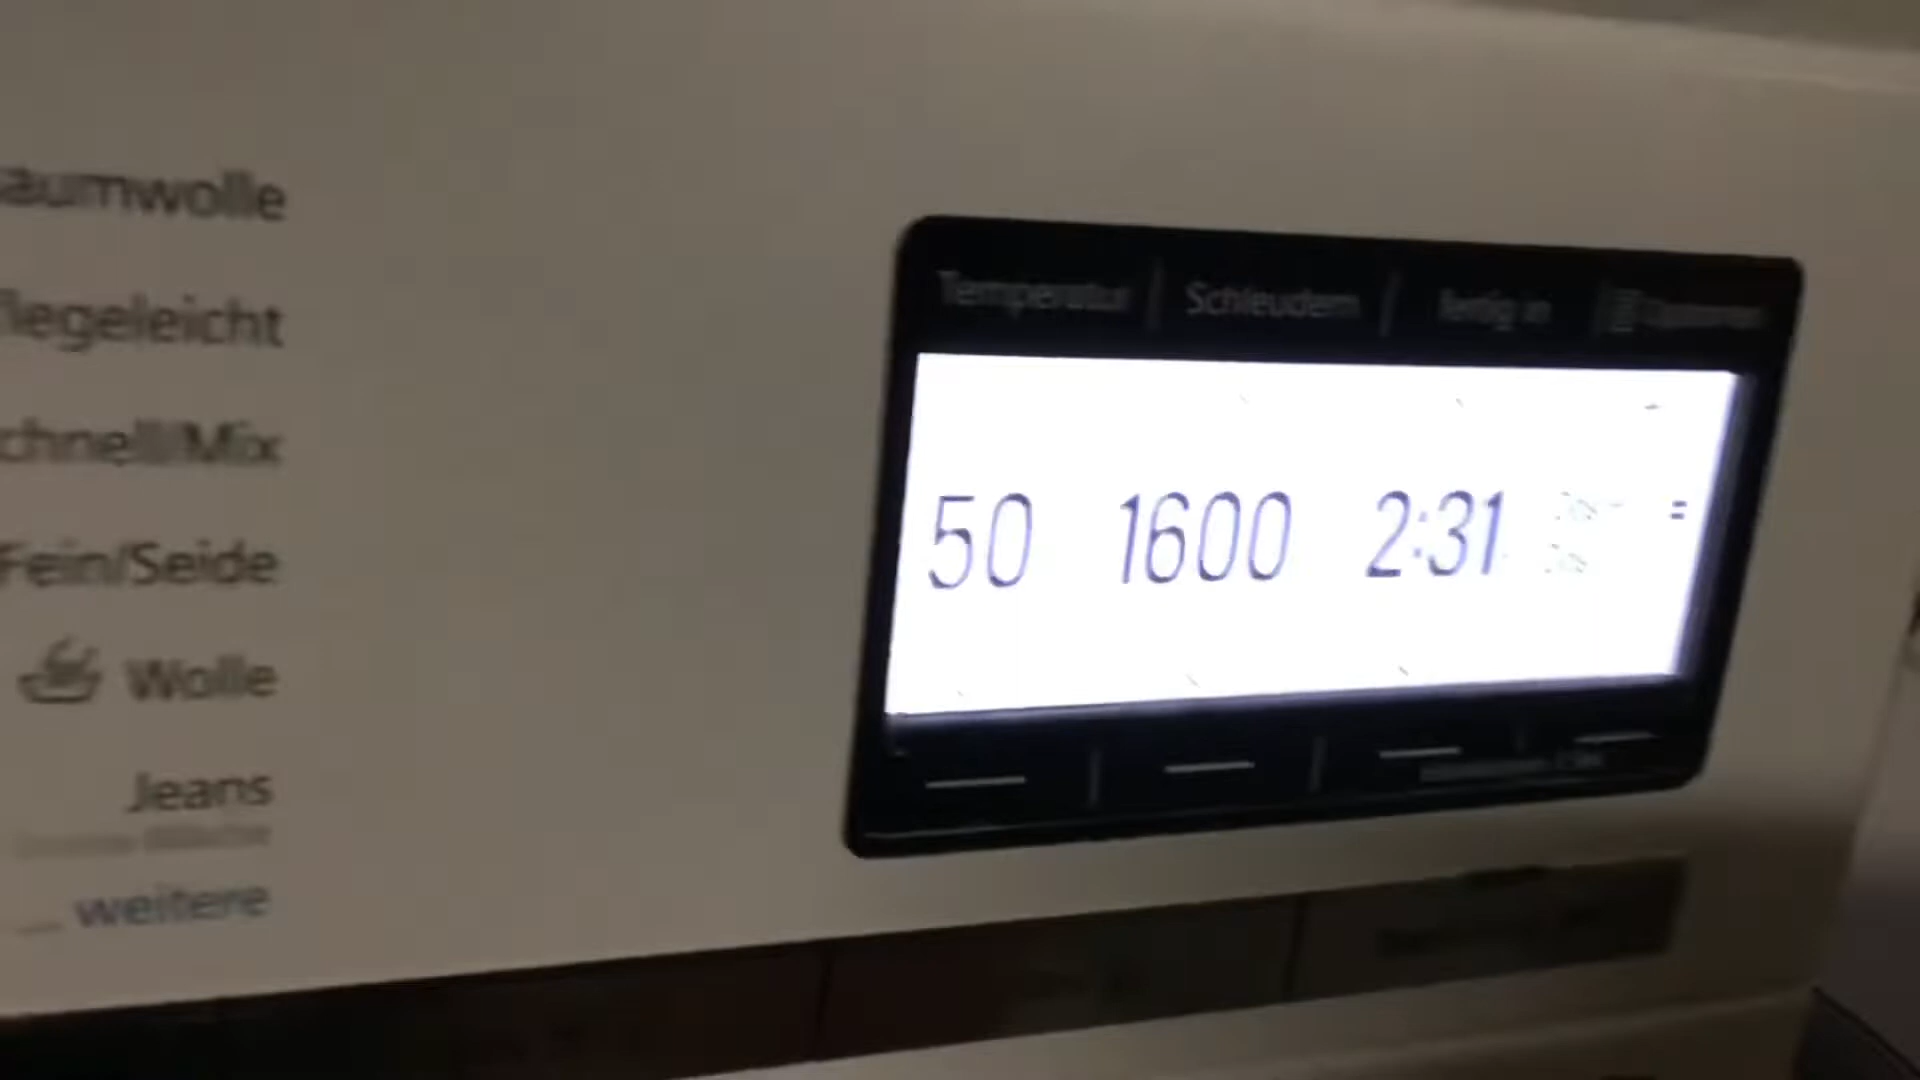 aumwolle
flegeleicht
chnell/Mix
Fein/Seide
Wolle
Jeans
weitere
Temperatur Schleudern fertig in
50 1600 2:31